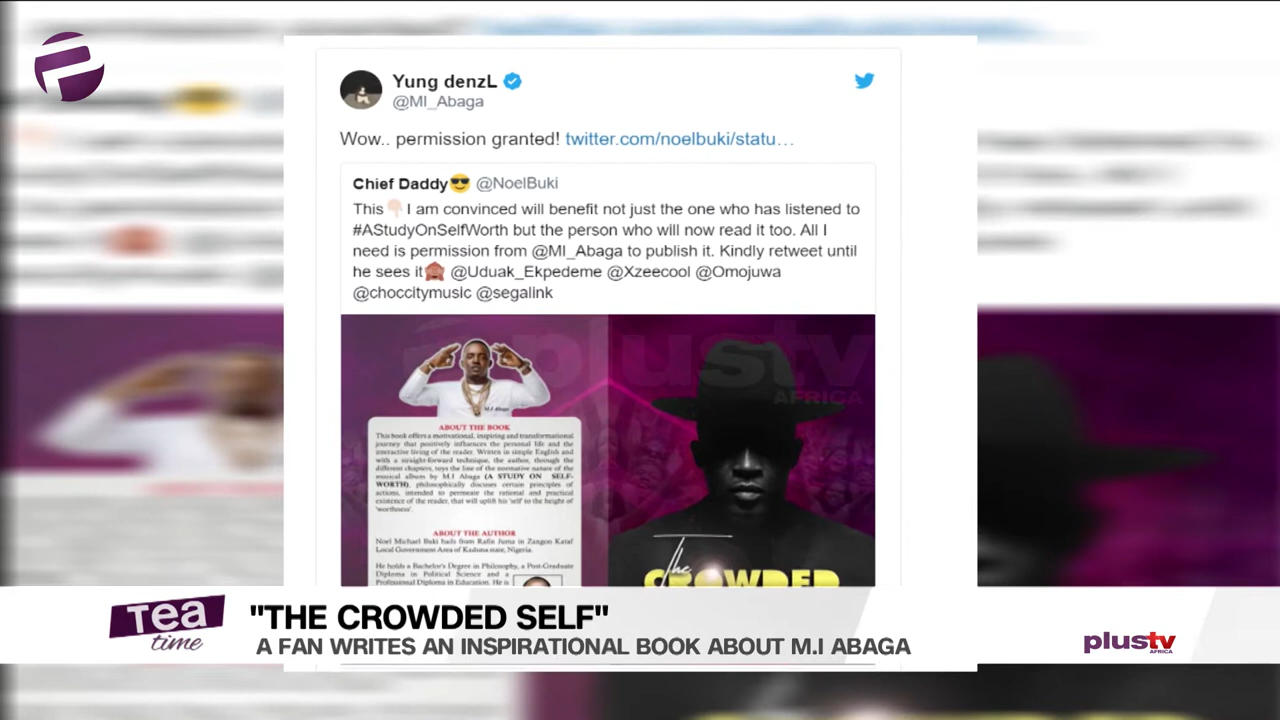 Yung denzL
@MI_Abaga
Wow.. permission granted! twitter.com/noelbuki/statu…
Chief Daddy😎 @NoelBuki
This👇🏻I am convinced will benefit not just the one who has listened to
#AStudyOnSelfWorth but the person who will now read it too. All I
need is permission from @MI_Abaga to publish it. Kindly retweet until
he sees it🙈 @Uduak_Ekpedeme @Xzeecool @Omojuwa
@choccitymusic @segalink
plustv
AFRICA
M.I Abaga
ABOUT THE BOOK
This book offers a motivational, inspiring and transformational
journey that positively influences the personal life and the
interactive living of the reader. Written in simple English and
with a straight-forward technique, the author, through the
different chapters, toys the line of the normative nature of the
musical album by M.I Abaga (A STUDY ON SELF-
WORTH), philosophically discuses certain principles of
actions, intended to permeate the rational and practical
existence of the reader, that will uplift his 'self' to the height of
'worthness'.
ABOUT THE AUTHOR
Noel Michael Buki hails from Rafin Juma in Zangon Kataf
Local Government Area of Kaduna state, Nigeria.
He holds a Bachelor's Degree in Philosophy, a Post-Graduate
Diploma in Political Science and a
Professional Diploma in Education. He is
The
CROWDED
Tea
time
"THE CROWDED SELF"
A FAN WRITES AN INSPIRATIONAL BOOK ABOUT M.I ABAGA
plustv
AFRICA